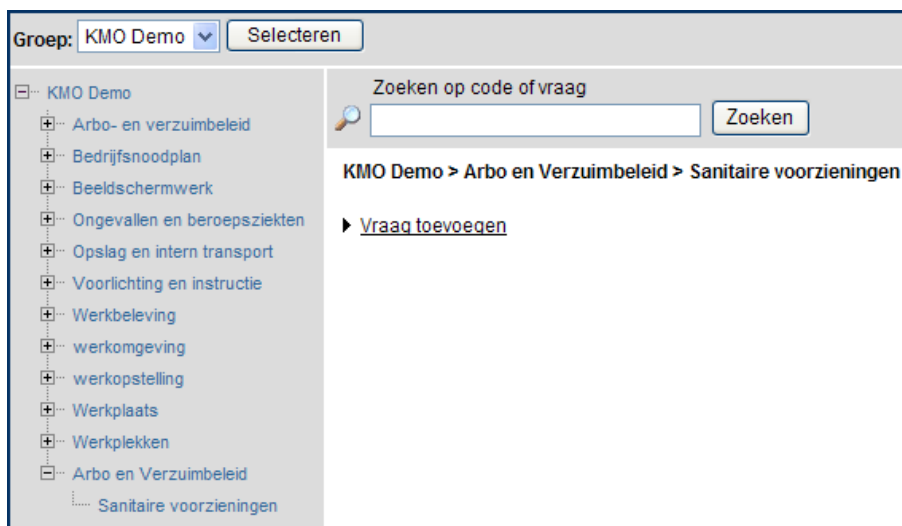 Groep: KMO Demo Selecteren
KMO Demo
Arbo- en verzuimbeleid
Bedrijfsnoodplan
Beeldschermwerk
Ongevallen en beroepsziekten
Opslag en intern transport
Voorlichting en instructie
Werkbeleving
werkomgeving
werkopstelling
Werkplaats
Werkplekken
Arbo en Verzuimbeleid
Sanitaire voorzieningen
Zoeken op code of vraag
Zoeken
KMO Demo > Arbo en Verzuimbeleid > Sanitaire voorzieningen
Vraag toevoegen